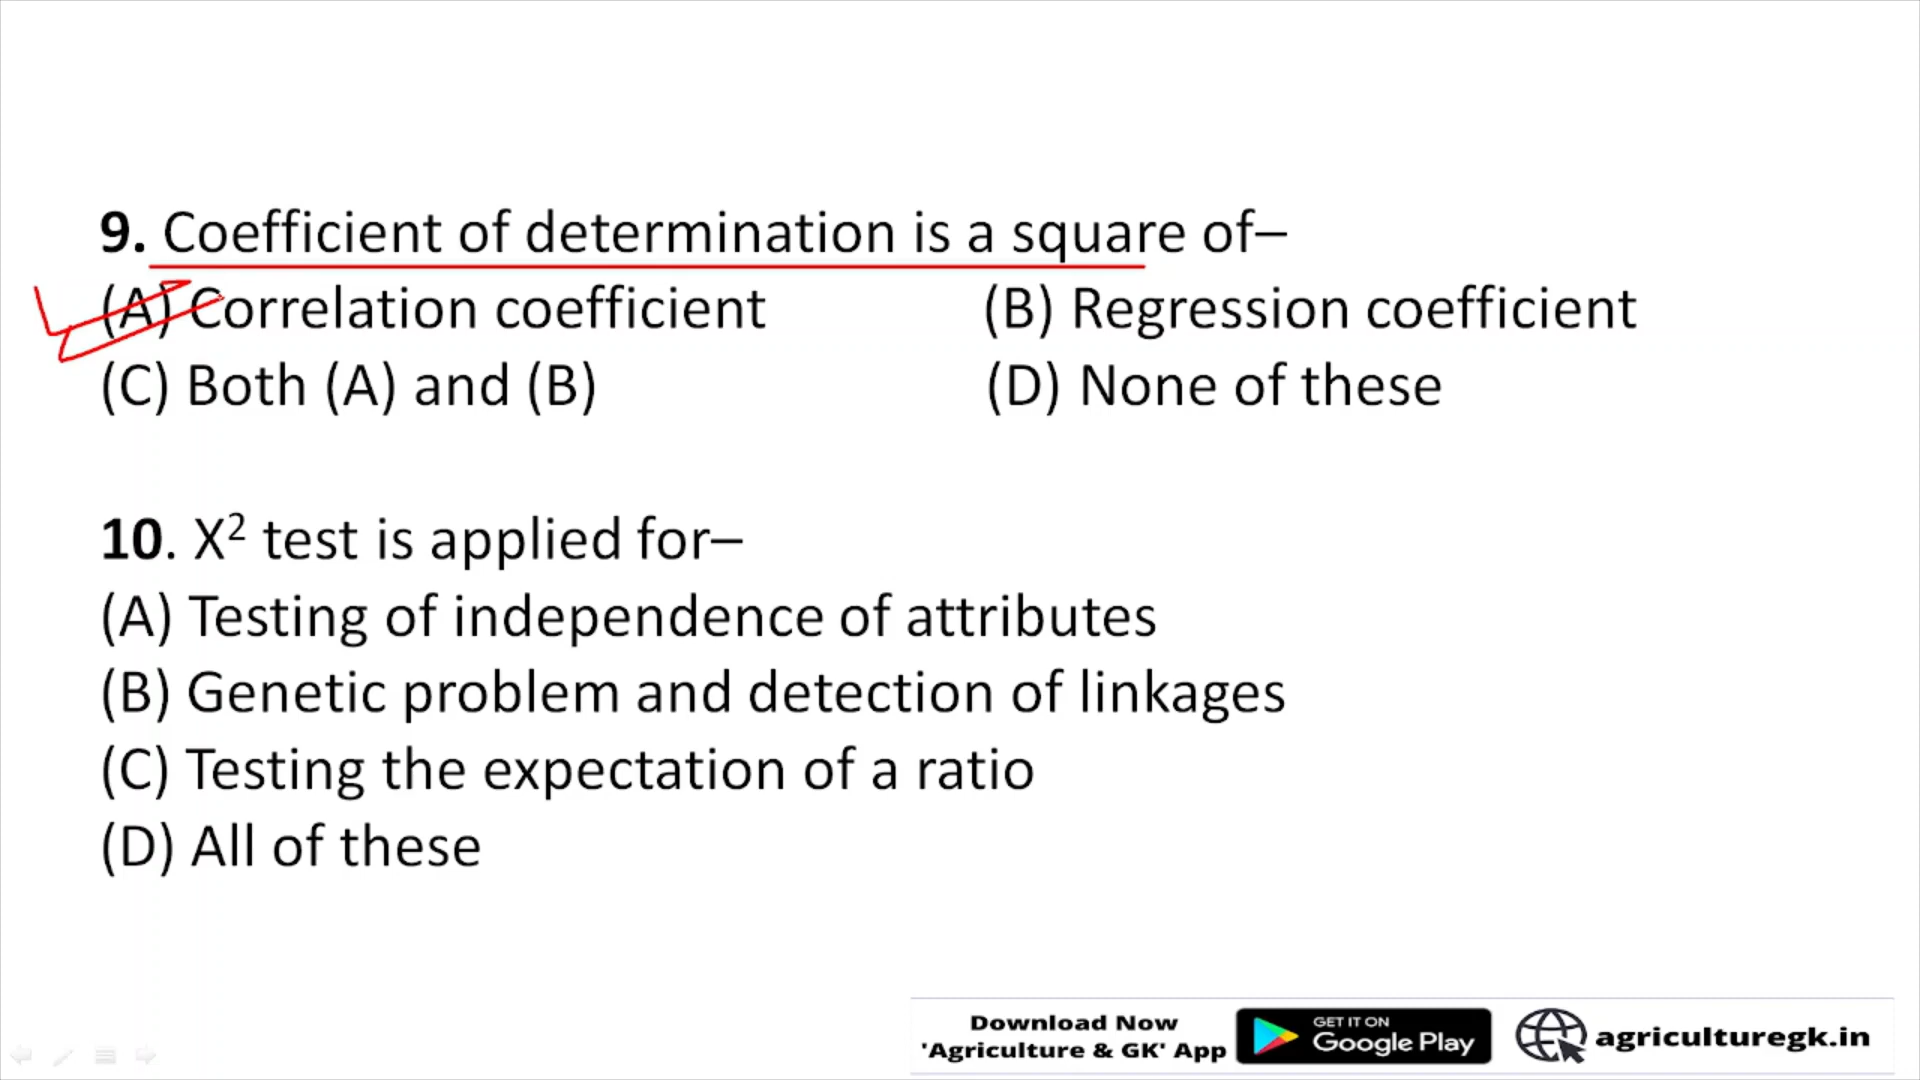 9. Coefficient of determination is a square of–
(A) Correlation coefficient (B) Regression coefficient
(C) Both (A) and (B) (D) None of these
10. X² test is applied for–
(A) Testing of independence of attributes
(B) Genetic problem and detection of linkages
(C) Testing the expectation of a ratio
(D) All of these
Download Now
'Agriculture & GK' App
GET IT ON
Google Play
agriculturegk.in